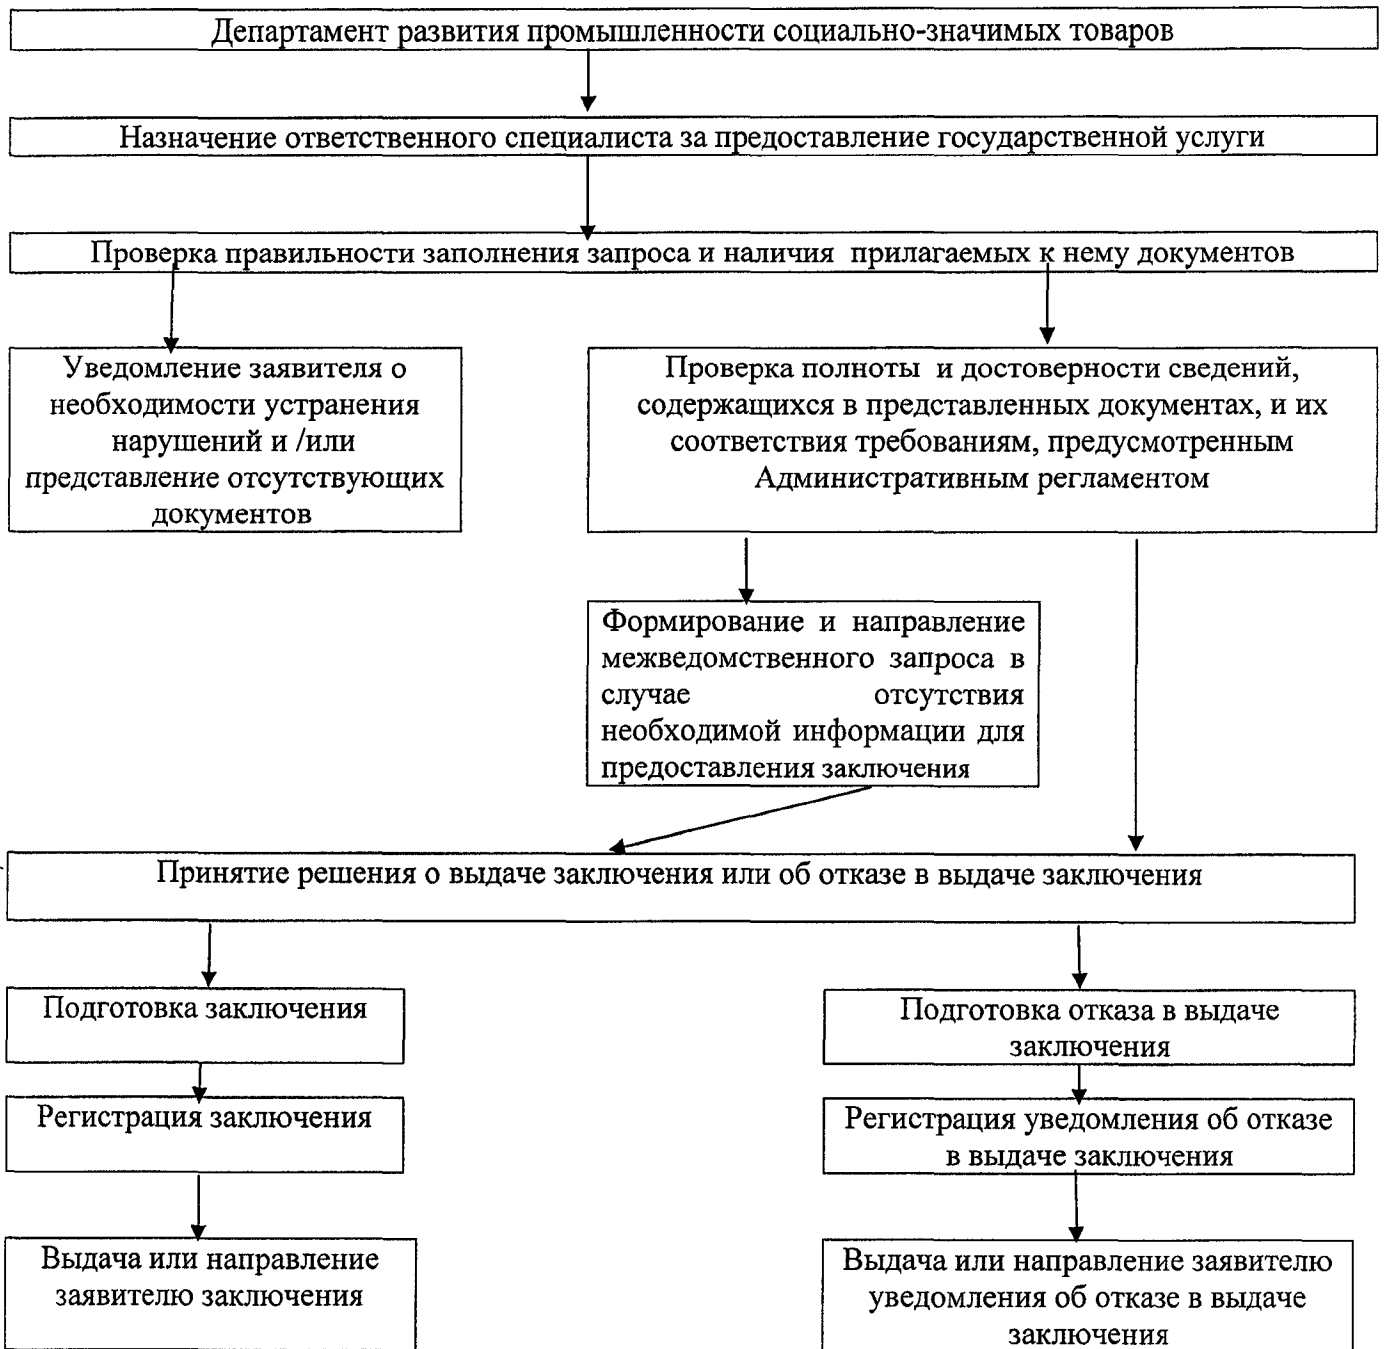 Департамент развития промышленности социально-значимых товаров
Назначение ответственного специалиста за предоставление государственной услуги
Проверка правильности заполнения запроса и наличия прилагаемых к нему документов
Уведомление заявителя о
необходимости устранения
нарушений и /или
представление отсутствующих
документов
Проверка полноты и достоверности сведений,
содержащихся в представленных документах, и их
соответствия требованиям, предусмотренным
Административным регламентом
Формирование и направление
межведомственного запроса в
случае отсутствия
необходимой информации для
предоставления заключения
Принятие решения о выдаче заключения или об отказе в выдаче заключения
Подготовка заключения
Регистрация заключения
Выдача или направление
заявителю заключения
Подготовка отказа в выдаче
заключения
Регистрация уведомления об отказе
в выдаче заключения
Выдача или направление заявителю
уведомления об отказе в выдаче
заключения